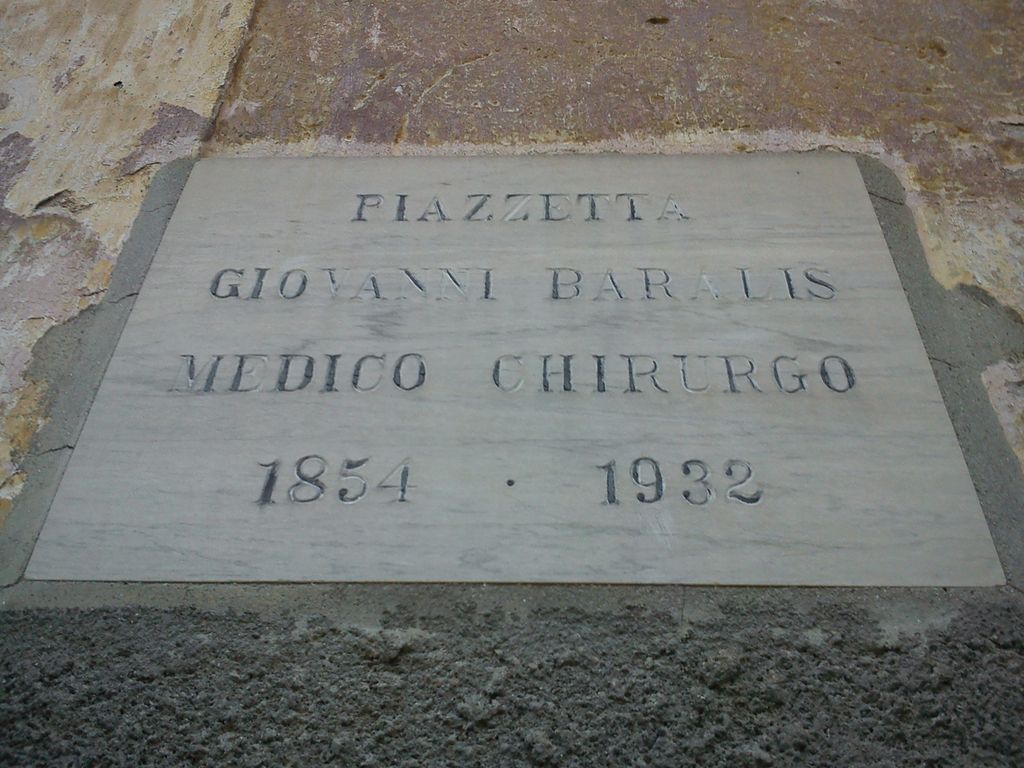 PIAZZETTA
GIOVANNI BARALIS
MEDICO CHIRURGO
1854 · 1932